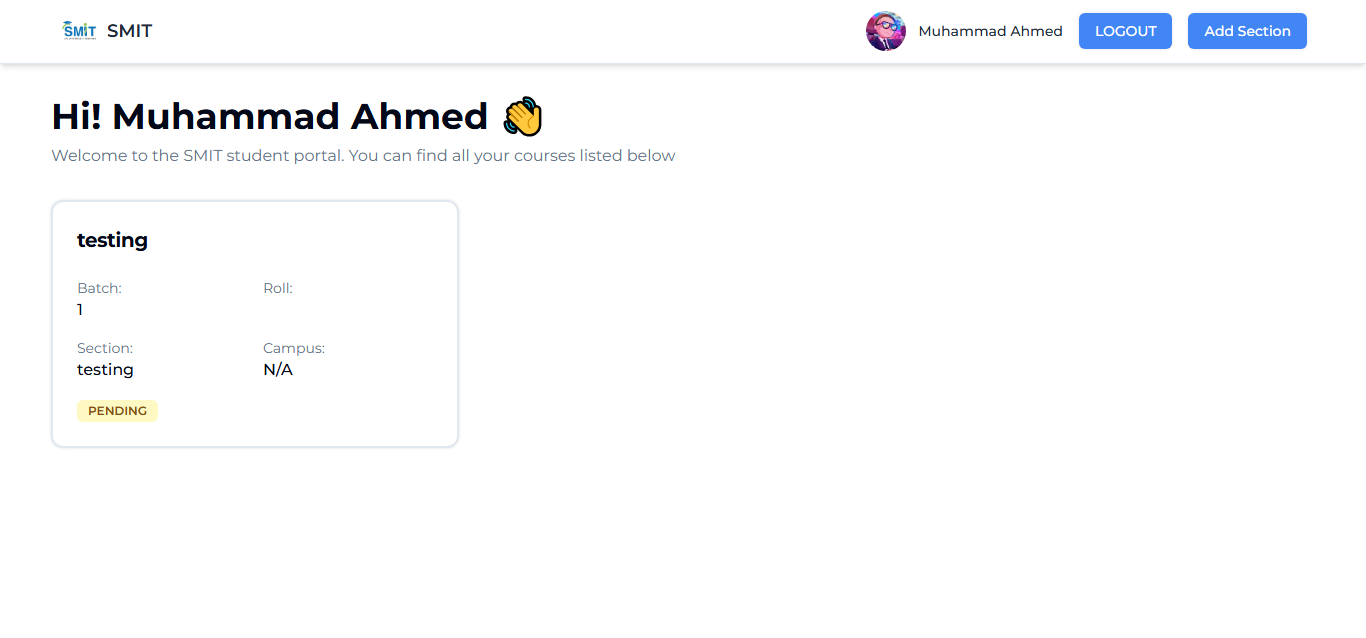 SMIT SMIT Muhammad Ahmed LOGOUT Add Section
Hi! Muhammad Ahmed 👋
Welcome to the SMIT student portal. You can find all your courses listed below
testing
Batch: Roll:
1
Section: Campus:
testing N/A
PENDING